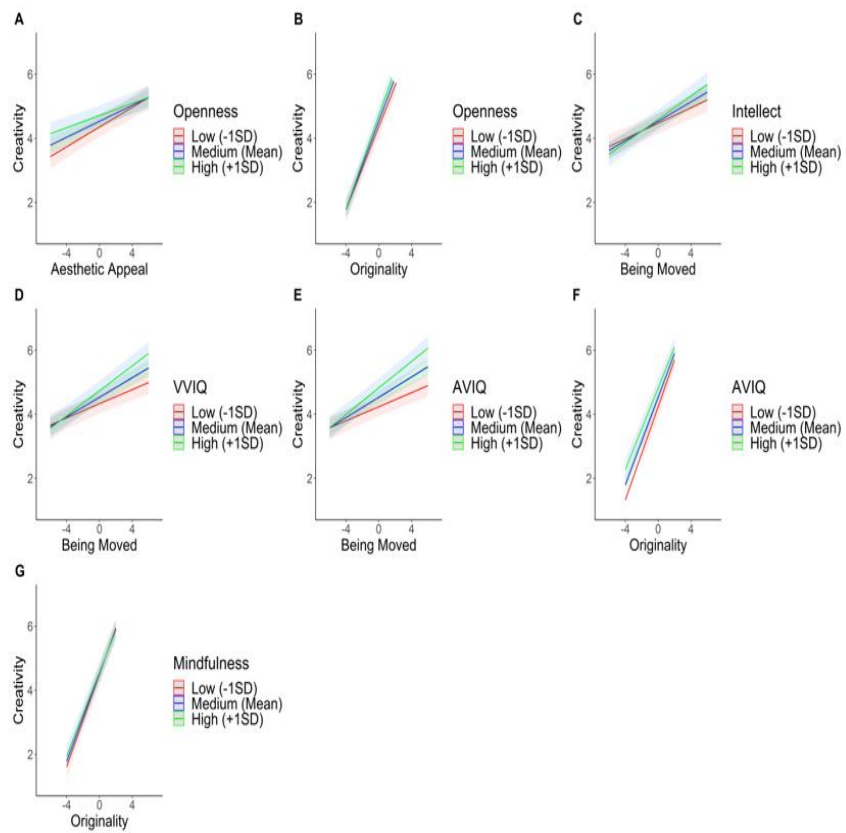 A
6
4
2
Creativity
-4 0 4
Aesthetic Appeal
Openness
Low (-1SD)
Medium (Mean)
High (+1SD)
B
6
4
2
Creativity
-4 0 4
Originality
Openness
Low (-1SD)
Medium (Mean)
High (+1SD)
C
6
4
2
Creativity
-4 0 4
Being Moved
Intellect
Low (-1SD)
Medium (Mean)
High (+1SD)
D
6
4
2
Creativity
-4 0 4
Being Moved
VVIQ
Low (-1SD)
Medium (Mean)
High (+1SD)
E
6
4
2
Creativity
-4 0 4
Being Moved
AVIQ
Low (-1SD)
Medium (Mean)
High (+1SD)
F
6
4
2
Creativity
-4 0 4
Originality
AVIQ
Low (-1SD)
Medium (Mean)
High (+1SD)
G
6
4
2
Creativity
-4 0 4
Originality
Mindfulness
Low (-1SD)
Medium (Mean)
High (+1SD)